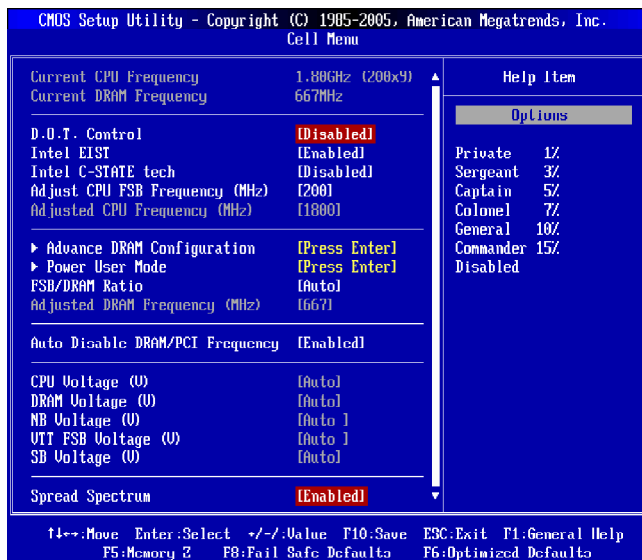 CMOS Setup Utility - Copyright (C) 1985-2005, American Megatrends, Inc.
Cell Menu
Current CPU Frequency 1.80GHz (200x9)
Current DRAM Frequency 667MHz
D.O.T. Control [Disabled]
Intel EIST [Enabled]
Intel C-STATE tech [Disabled]
Adjust CPU FSB Frequency (MHz) [200]
Adjusted CPU Frequency (MHz) [1800]
▶ Advance DRAM Configuration [Press Enter]
▶ Power User Mode [Press Enter]
FSB/DRAM Ratio [Auto]
Adjusted DRAM Frequency (MHz) [667]
Auto Disable DRAM/PCI Frequency [Enabled]
CPU Voltage (V) [Auto]
DRAM Voltage (V) [Auto]
NB Voltage (V) [Auto ]
VTT FSB Voltage (V) [Auto ]
SB Voltage (V) [Auto]
Spread Spectrum [Enabled]
Help Item
Options
Private 1%
Sergeant 3%
Captain 5%
Colonel 7%
General 10%
Commander 15%
Disabled
↑↓←→:Move Enter:Select +/-/:Value F10:Save ESC:Exit F1:General Help
F5:Memory Z F8:Fail Safe Defaults F6:Optimized Defaults